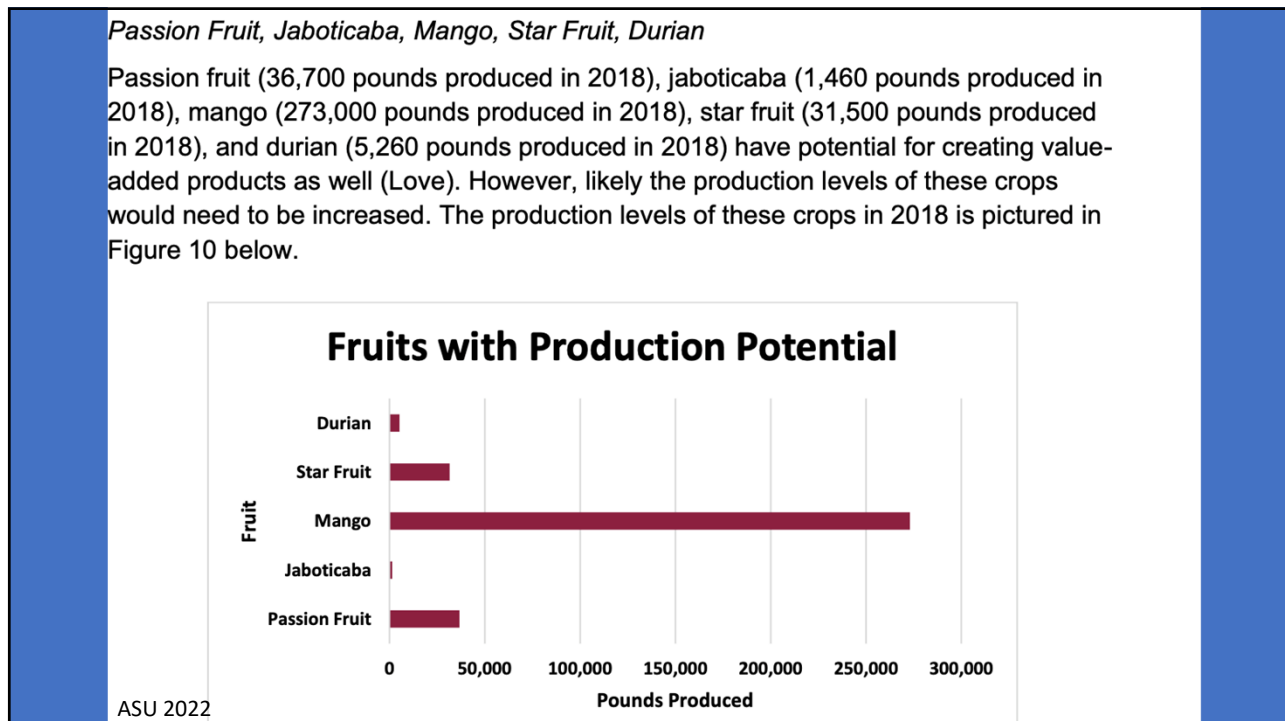 Passion Fruit, Jaboticaba, Mango, Star Fruit, Durian
Passion fruit (36,700 pounds produced in 2018), jaboticaba (1,460 pounds produced in
2018), mango (273,000 pounds produced in 2018), star fruit (31,500 pounds produced
in 2018), and durian (5,260 pounds produced in 2018) have potential for creating value-
added products as well (Love). However, likely the production levels of these crops
would need to be increased. The production levels of these crops in 2018 is pictured in
Figure 10 below.
Fruits with Production Potential
Fruit
Durian
Star Fruit
Mango
Jaboticaba
Passion Fruit
0 50,000 100,000 150,000 200,000 250,000 300,000
Pounds Produced
ASU 2022